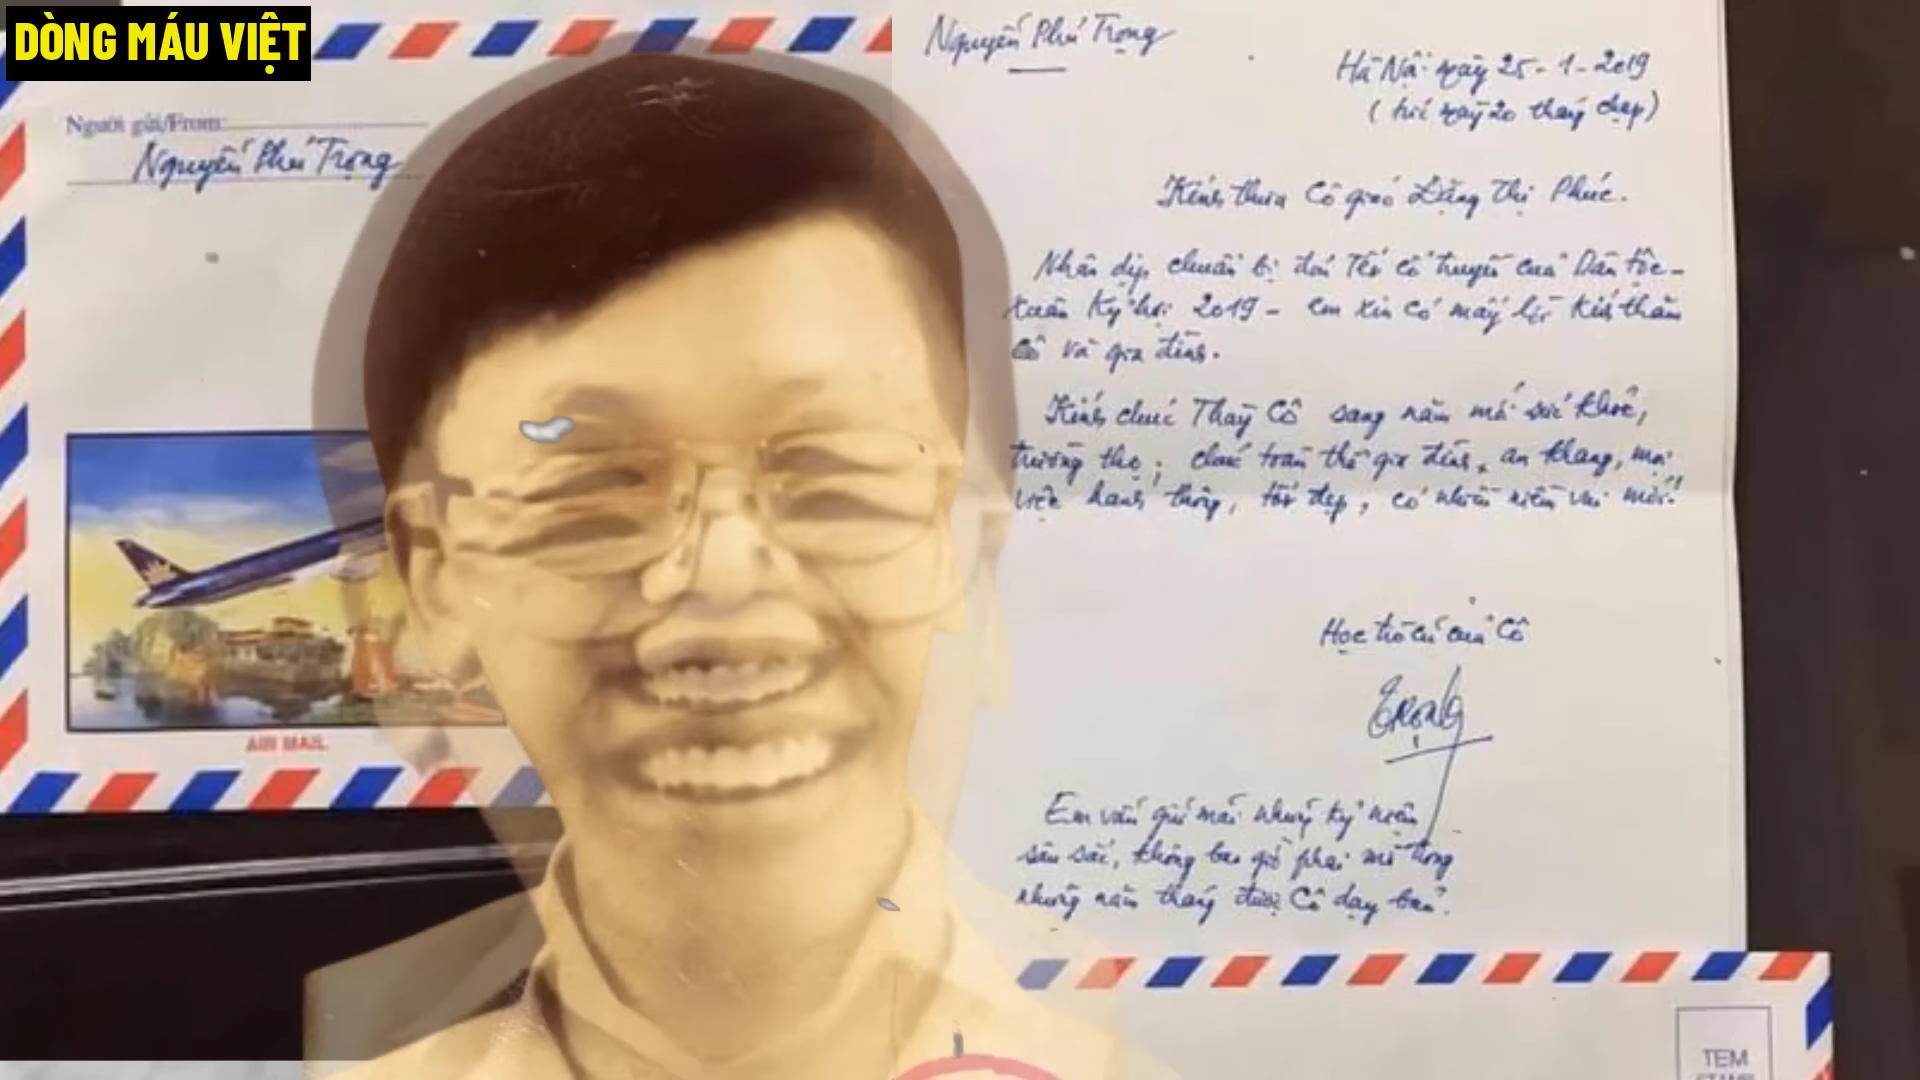 DÒNG MÁU VIỆT
Người gửi/From:
Nguyễn Phú Trọng
AIR MAIL
Nguyễn Phú Trọng
Hà Nội ngày 25-1-2019
(tức ngày 20 tháng chạp)
Kính thưa Cô giáo Đặng Thị Phúc.
Nhân dịp chuẩn bị đón Tết cổ truyền của Dân tộc -
Xuân Kỷ hợi 2019 - em xin có mấy lời kính thăm
Cô và gia đình.
Kính chúc Thầy Cô sang năm mới sức khoẻ,
trường thọ; chúc toàn thể gia đình, an khang, mọi
việc hanh thông, tốt đẹp, có nhiều niềm vui mới!
Học trò cũ của Cô
TRỌNG
Em vẫn giữ mãi những kỷ niệm
sâu sắc, không bao giờ phai mờ trong
những năm tháng được Cô dạy bảo.
TEM
STAMP